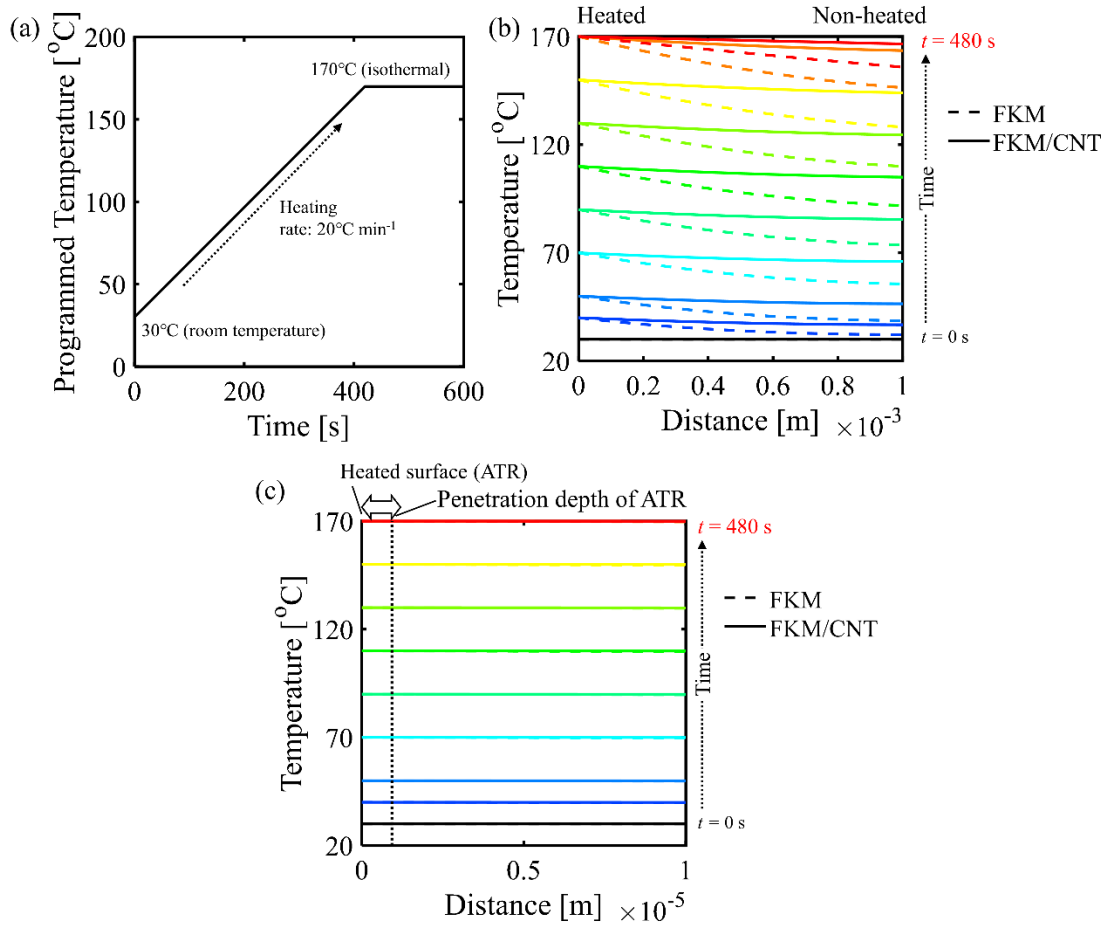 (a)
Programmed Temperature [°C]
200
150
100
50
0
170℃ (isothermal)
Heating
rate: 20℃ min⁻¹
30℃ (room temperature)
0
200
400
600
Time [s]
(b)
Heated
Non-heated
Temperature [°C]
170
110
70
20
t = 480 s
FKM
FKM/CNT
Time
t = 0 s
0
0.2
0.4
0.6
0.8
1
Distance [m] ×10⁻³
(c)
Heated surface (ATR)
Penetration depth of ATR
Temperature [°C]
170
110
70
20
t = 480 s
FKM
FKM/CNT
Time
t = 0 s
0
0.5
1
Distance [m] ×10⁻⁵